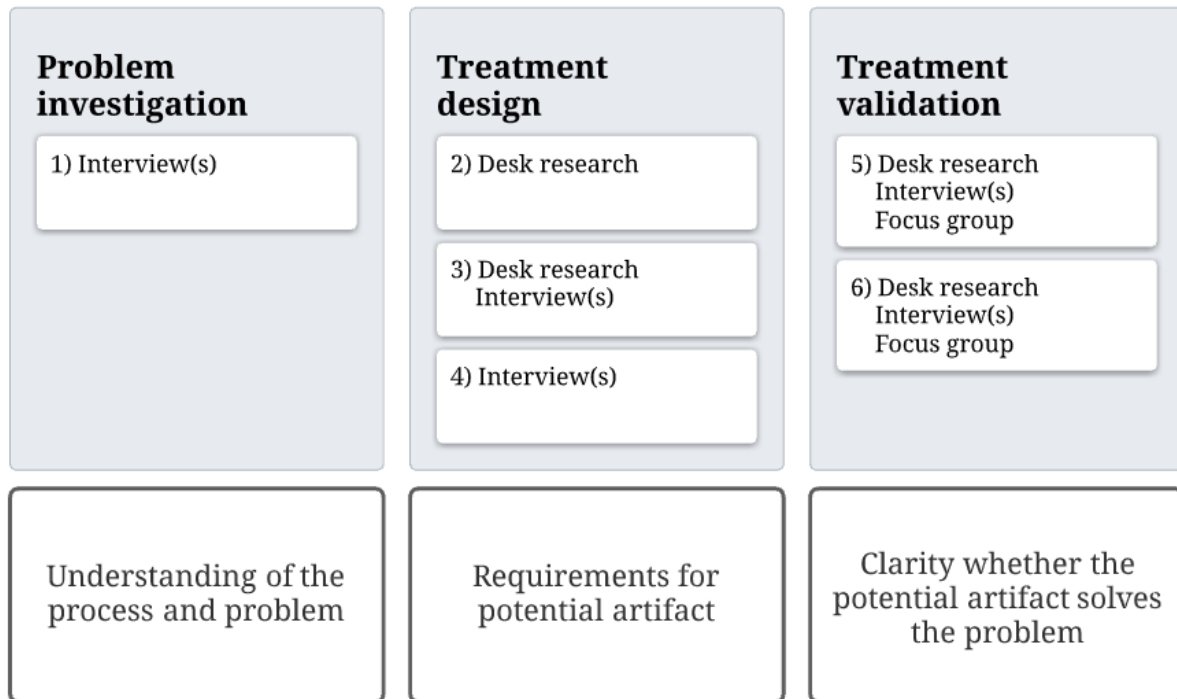 Problem
investigation
1) Interview(s)
Treatment
design
2) Desk research
3) Desk research
Interview(s)
4) Interview(s)
Treatment
validation
5) Desk research
Interview(s)
Focus group
6) Desk research
Interview(s)
Focus group
Understanding of the
process and problem
Requirements for
potential artifact
Clarity whether the
potential artifact solves
the problem